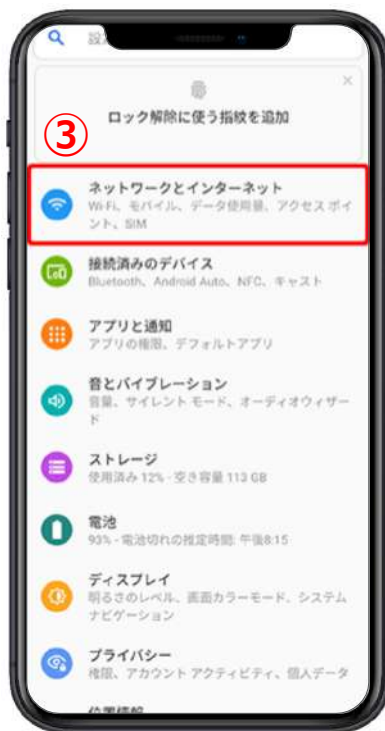 設
ロック解除に使う指紋を追加
③
ネットワークとインターネット
Wi-Fi、モバイル、データ使用量、アクセス ポイ
ント、SIM
接続済みのデバイス
Bluetooth、Android Auto、NFC、キャスト
アプリと通知
アプリの権限、デフォルトアプリ
音とバイブレーション
音量、サイレント モード、オーディオウィザー
ド
ストレージ
使用済み 12% - 空き容量 113 GB
電池
93% - 電池切れの推定時間: 午後8:15
ディスプレイ
明るさのレベル、画面カラーモード、システム
ナビゲーション
プライバシー
権限、アカウント アクティビティ、個人データ
位置情報